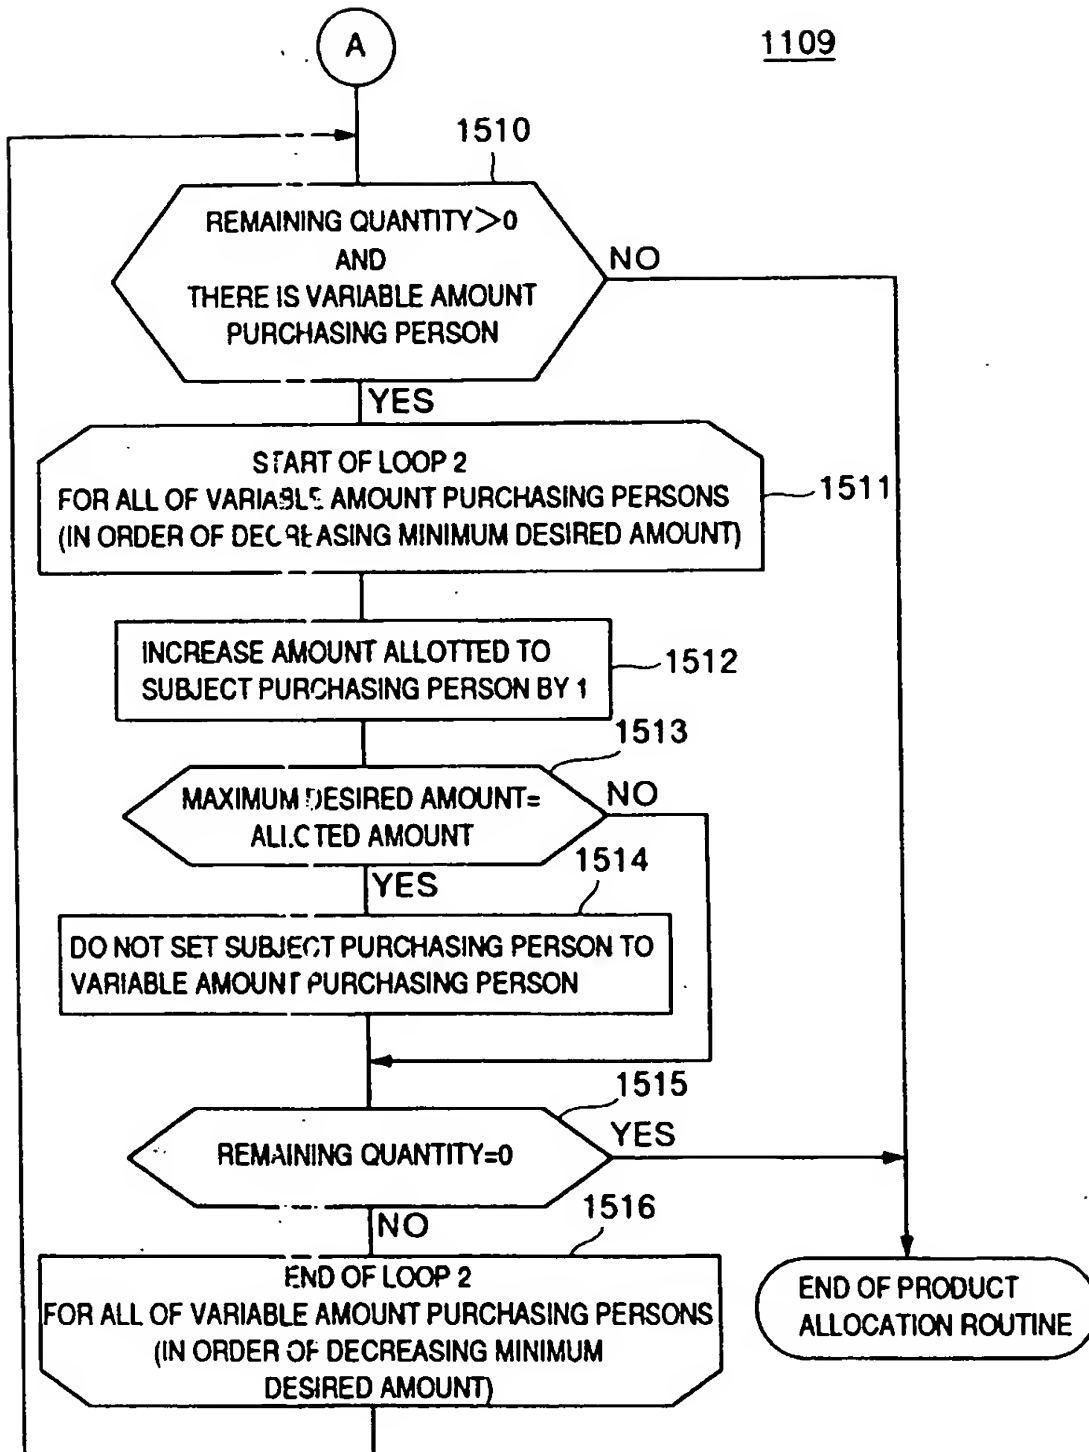 A
1109
1510
REMAINING QUANTITY>0
AND
THERE IS VARIABLE AMOUNT
PURCHASING PERSON
NO
YES
START OF LOOP 2
FOR ALL OF VARIABLE AMOUNT PURCHASING PERSONS
(IN ORDER OF DECREASING MINIMUM DESIRED AMOUNT)
1511
INCREASE AMOUNT ALLOTTED TO
SUBJECT PURCHASING PERSON BY 1
1512
1513
MAXIMUM DESIRED AMOUNT=
ALLOTED AMOUNT
NO
YES
1514
DO NOT SET SUBJECT PURCHASING PERSON TO
VARIABLE AMOUNT PURCHASING PERSON
1515
REMAINING QUANTITY=0
YES
NO
1516
END OF LOOP 2
FOR ALL OF VARIABLE AMOUNT PURCHASING PERSONS
(IN ORDER OF DECREASING MINIMUM
DESIRED AMOUNT)
END OF PRODUCT
ALLOCATION ROUTINE